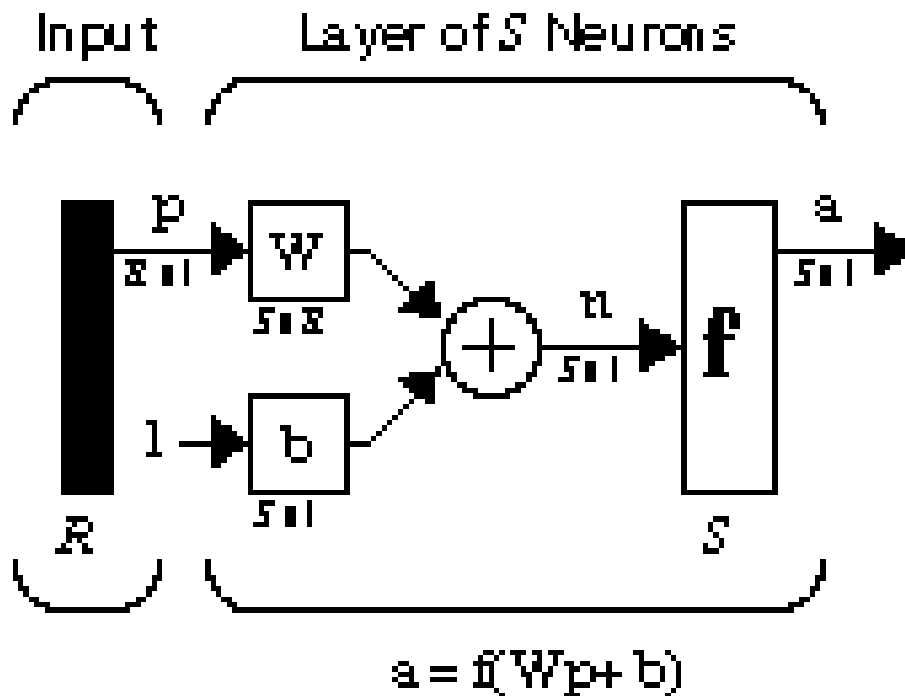 Input
Layer of S Neurons
p
R x 1
W
S x R
1
b
S x 1
n
S x 1
f
a
S x 1
R
S
a = f(Wp + b)